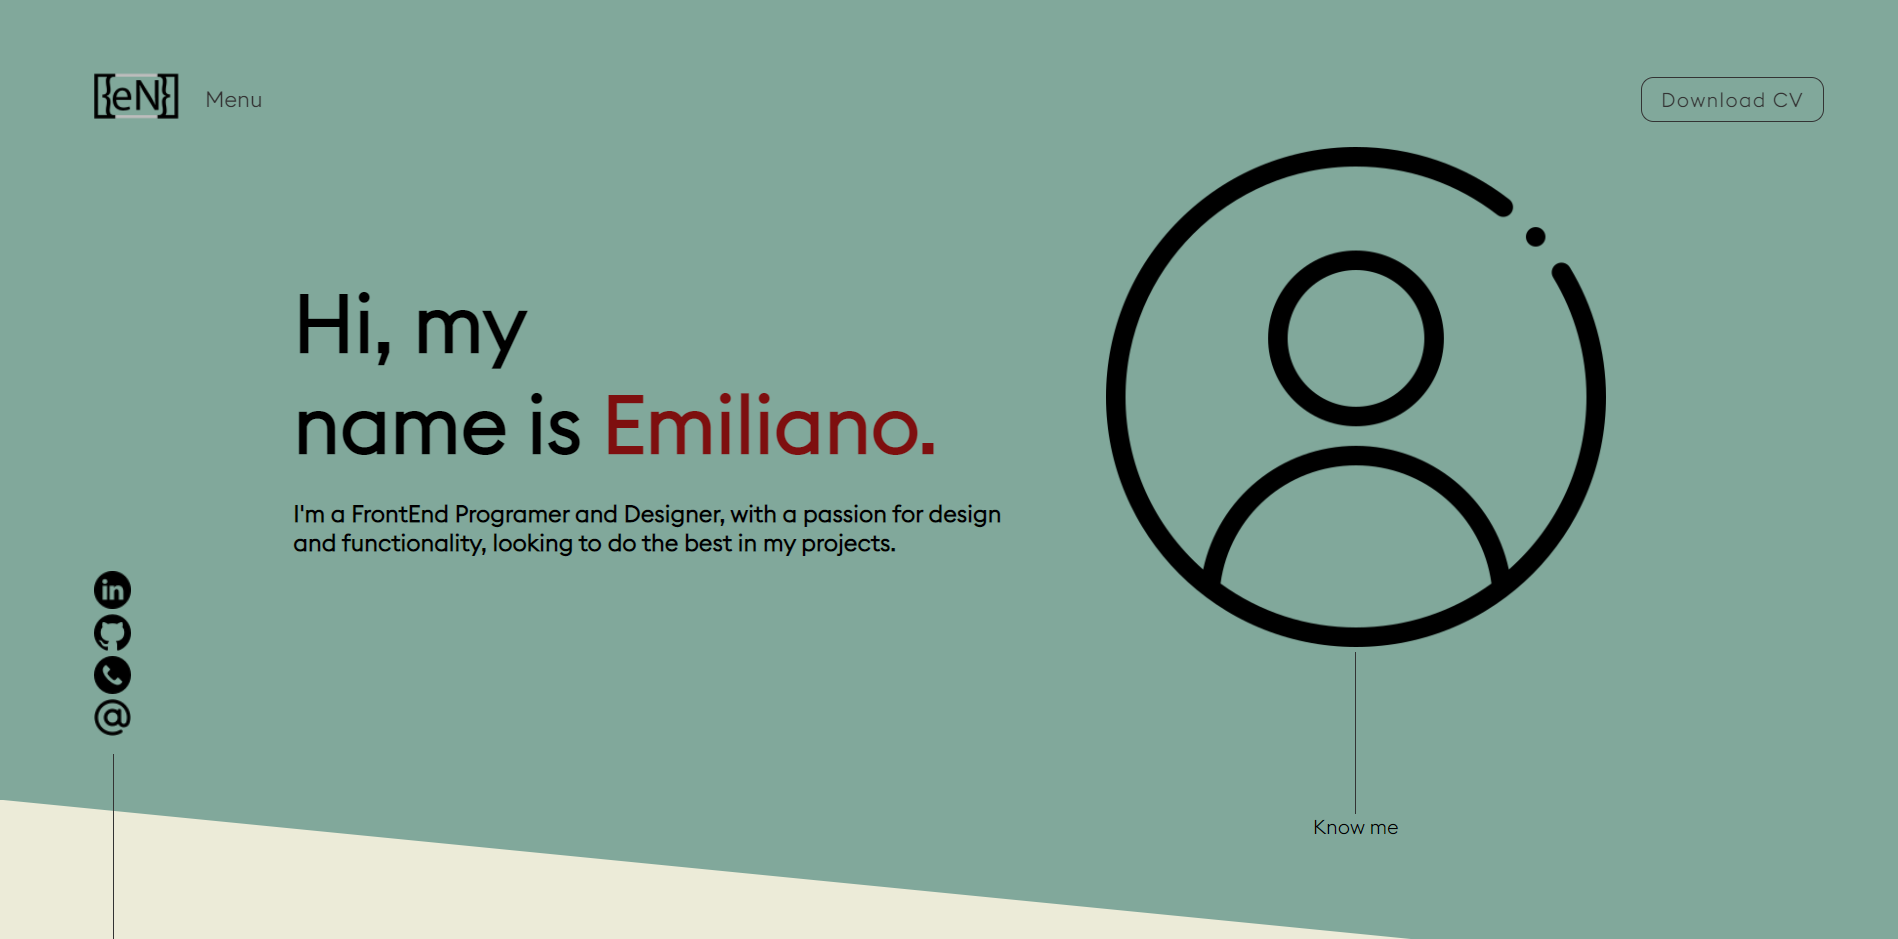 [{eN}]
Menu
Download CV
Hi, my
name is Emiliano.
I'm a FrontEnd Programer and Designer, with a passion for design
and functionality, looking to do the best in my projects.
in
@
Know me